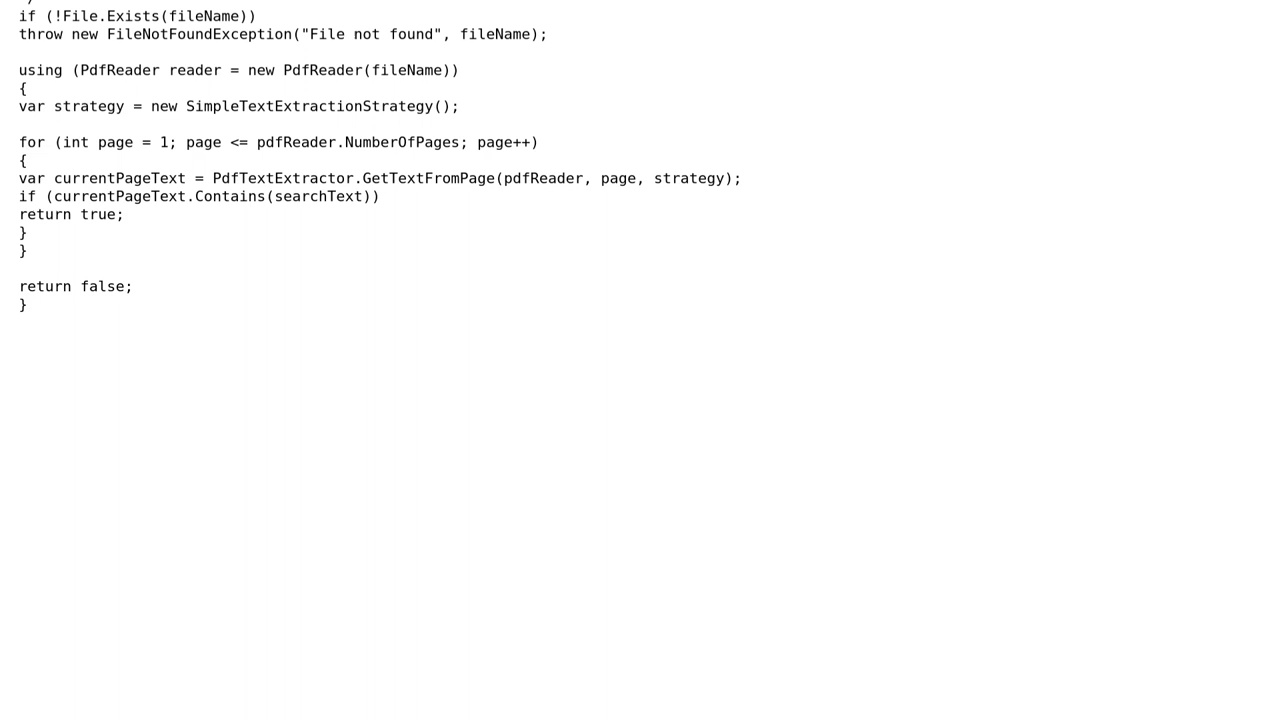 if (!File.Exists(fileName))
throw new FileNotFoundException("File not found", fileName);
using (PdfReader reader = new PdfReader(fileName))
{
var strategy = new SimpleTextExtractionStrategy();
for (int page = 1; page <= pdfReader.NumberOfPages; page++)
{
var currentPageText = PdfTextExtractor.GetTextFromPage(pdfReader, page, strategy);
if (currentPageText.Contains(searchText))
return true;
}
}
return false;
}